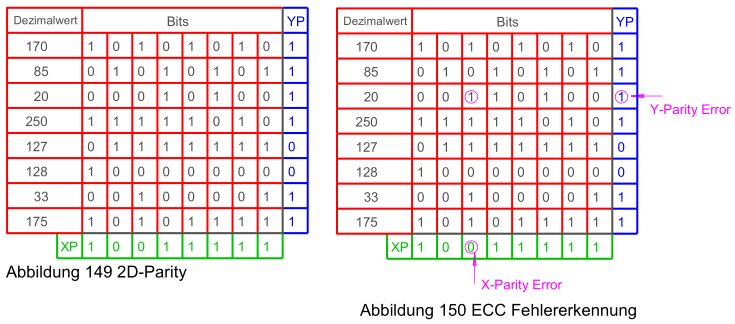 Dezimalwert Bits YP
170 1 0 1 0 1 0 1 0 1
85 0 1 0 1 0 1 0 1 1
20 0 0 0 1 0 1 0 0 1
250 1 1 1 1 1 0 1 0 1
127 0 1 1 1 1 1 1 1 0
128 1 0 0 0 0 0 0 0 0
33 0 0 1 0 0 0 0 1 1
175 1 0 1 0 1 1 1 1 1
XP 1 0 0 1 1 1 1 1
Abbildung 149 2D-Parity
Dezimalwert Bits YP
170 1 0 1 0 1 0 1 0 1
85 0 1 0 1 0 1 0 1 1
20 0 0 1 1 0 1 0 0 1
Y-Parity Error
250 1 1 1 1 1 0 1 0 1
127 0 1 1 1 1 1 1 1 0
128 1 0 0 0 0 0 0 0 0
33 0 0 1 0 0 0 0 1 1
175 1 0 1 0 1 1 1 1 1
XP 1 0 0 1 1 1 1 1
X-Parity Error
Abbildung 150 ECC Fehlererkennung